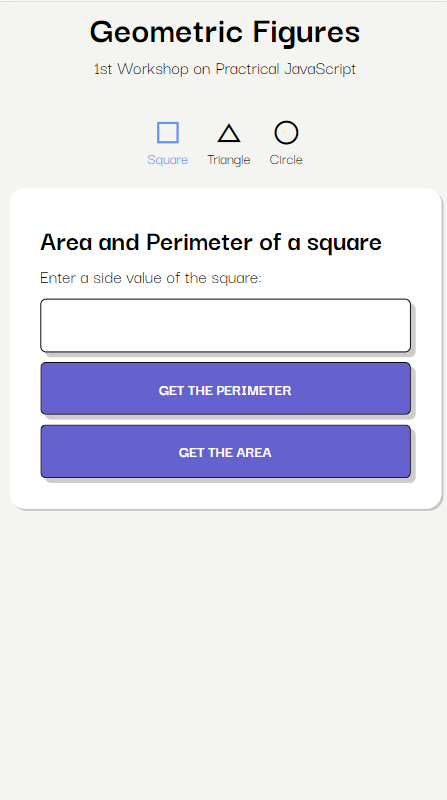 Geometric Figures
1st Workshop on Practrical JavaScript
Square Triangle Circle
Area and Perimeter of a square
Enter a side value of the square:
GET THE PERIMETER
GET THE AREA